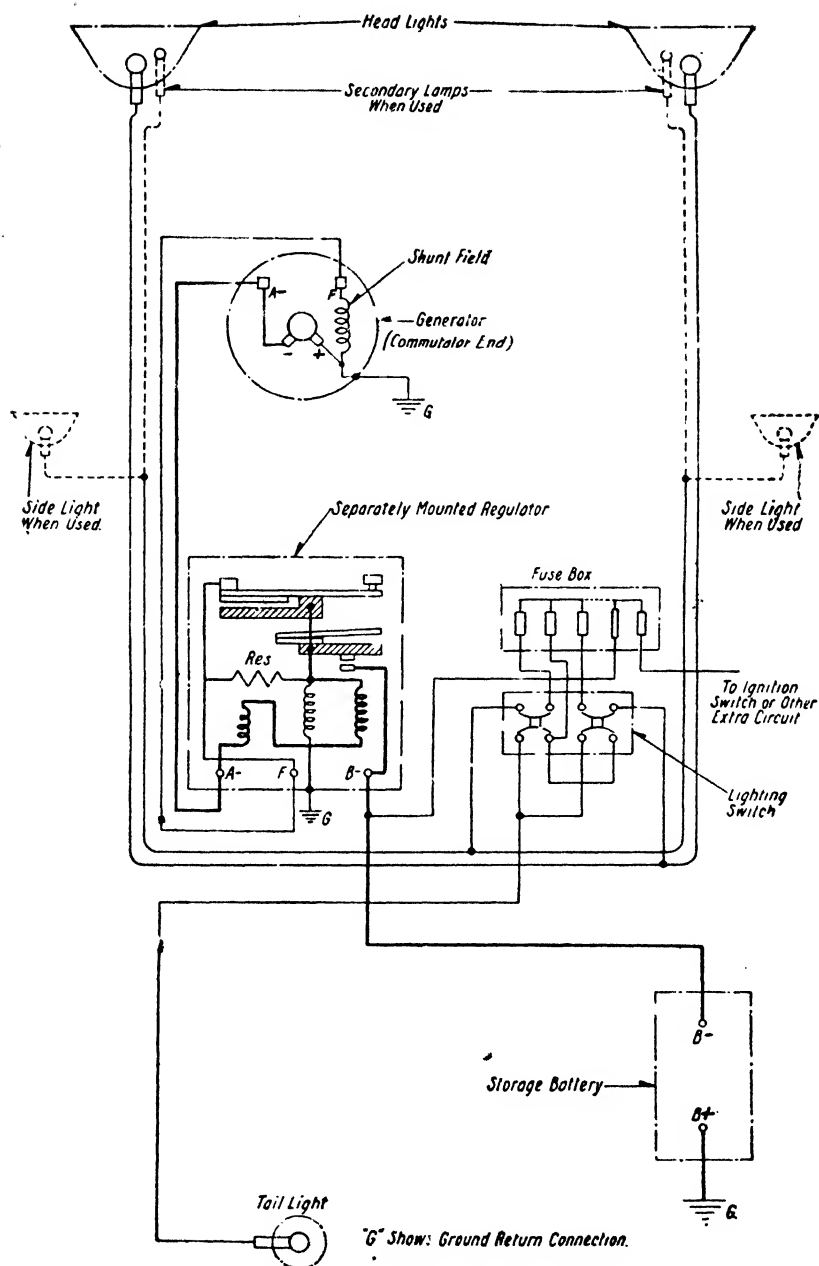 Head Lights
Secondary Lamps
When Used
Shunt Field
A-
F
Generator
(Commutator End)
-
+
G
Side Light
When Used.
Side Light
When Used
Separately Mounted Regulator
Fuse Box
Res
To Ignition
Switch or Other
Extra Circuit
A-
F
B-
G
Lighting
Switch
B-
Storage Battery
B+
G.
Tail Light
"G" Shows Ground Return Connection.